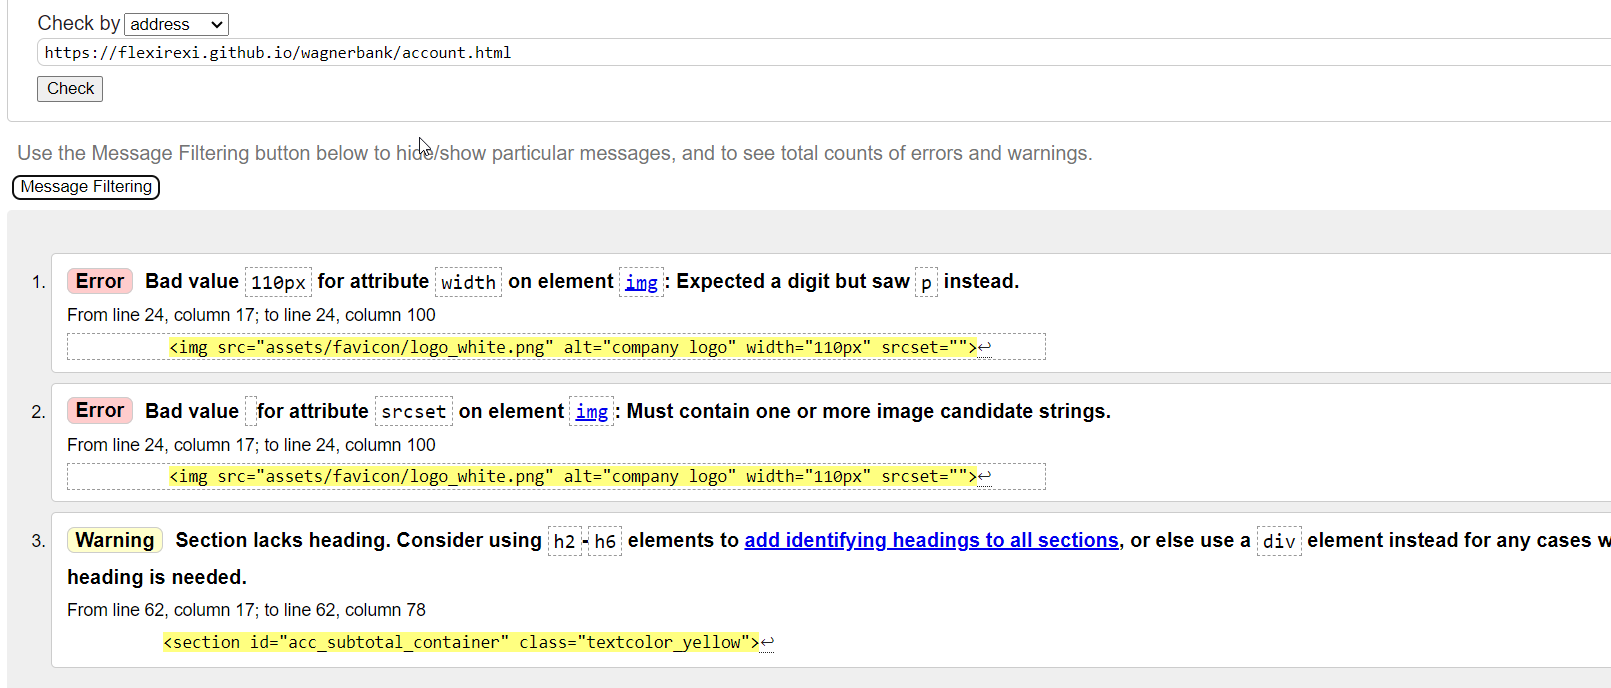 Check by address
https://flexirexi.github.io/wagnerbank/account.html
Check
Use the Message Filtering button below to hide/show particular messages, and to see total counts of errors and warnings.
Message Filtering
1. Error Bad value 110px for attribute width on element img: Expected a digit but saw p instead.
From line 24, column 17; to line 24, column 100
<img src="assets/favicon/logo_white.png" alt="company logo" width="110px" srcset="">↩
2. Error Bad value for attribute srcset on element img: Must contain one or more image candidate strings.
From line 24, column 17; to line 24, column 100
<img src="assets/favicon/logo_white.png" alt="company logo" width="110px" srcset="">↩
3. Warning Section lacks heading. Consider using h2-h6 elements to add identifying headings to all sections, or else use a div element instead for any cases w
heading is needed.
From line 62, column 17; to line 62, column 78
<section id="acc_subtotal_container" class="textcolor_yellow">↩